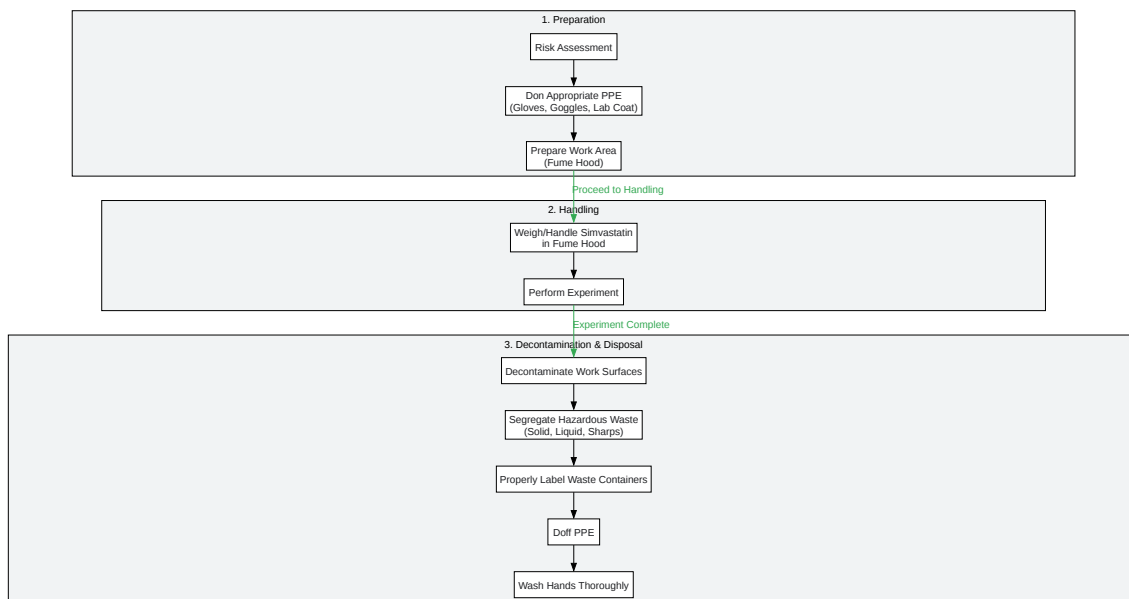 1. Preparation
Risk Assessment
Don Appropriate PPE
(Gloves, Goggles, Lab Coat)
Prepare Work Area
(Fume Hood)
Proceed to Handling
2. Handling
Weigh/Handle Simvastatin
in Fume Hood
Perform Experiment
Experiment Complete
3. Decontamination & Disposal
Decontaminate Work Surfaces
Segregate Hazardous Waste
(Solid, Liquid, Sharps)
Properly Label Waste Containers
Doff PPE
Wash Hands Thoroughly